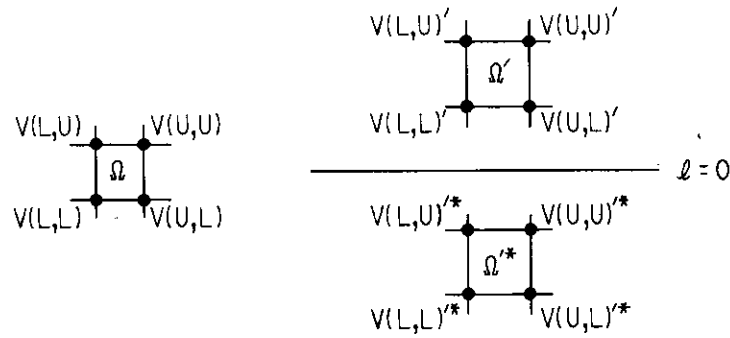 V(L,U)′ V(U,U)′
Ω′
V(L,L)′ V(U,L)′
V(L,U) V(U,U)
Ω
V(L,L) V(U,L)
ℓ = 0
V(L,U)′* V(U,U)′*
Ω′*
V(L,L)′* V(U,L)′*